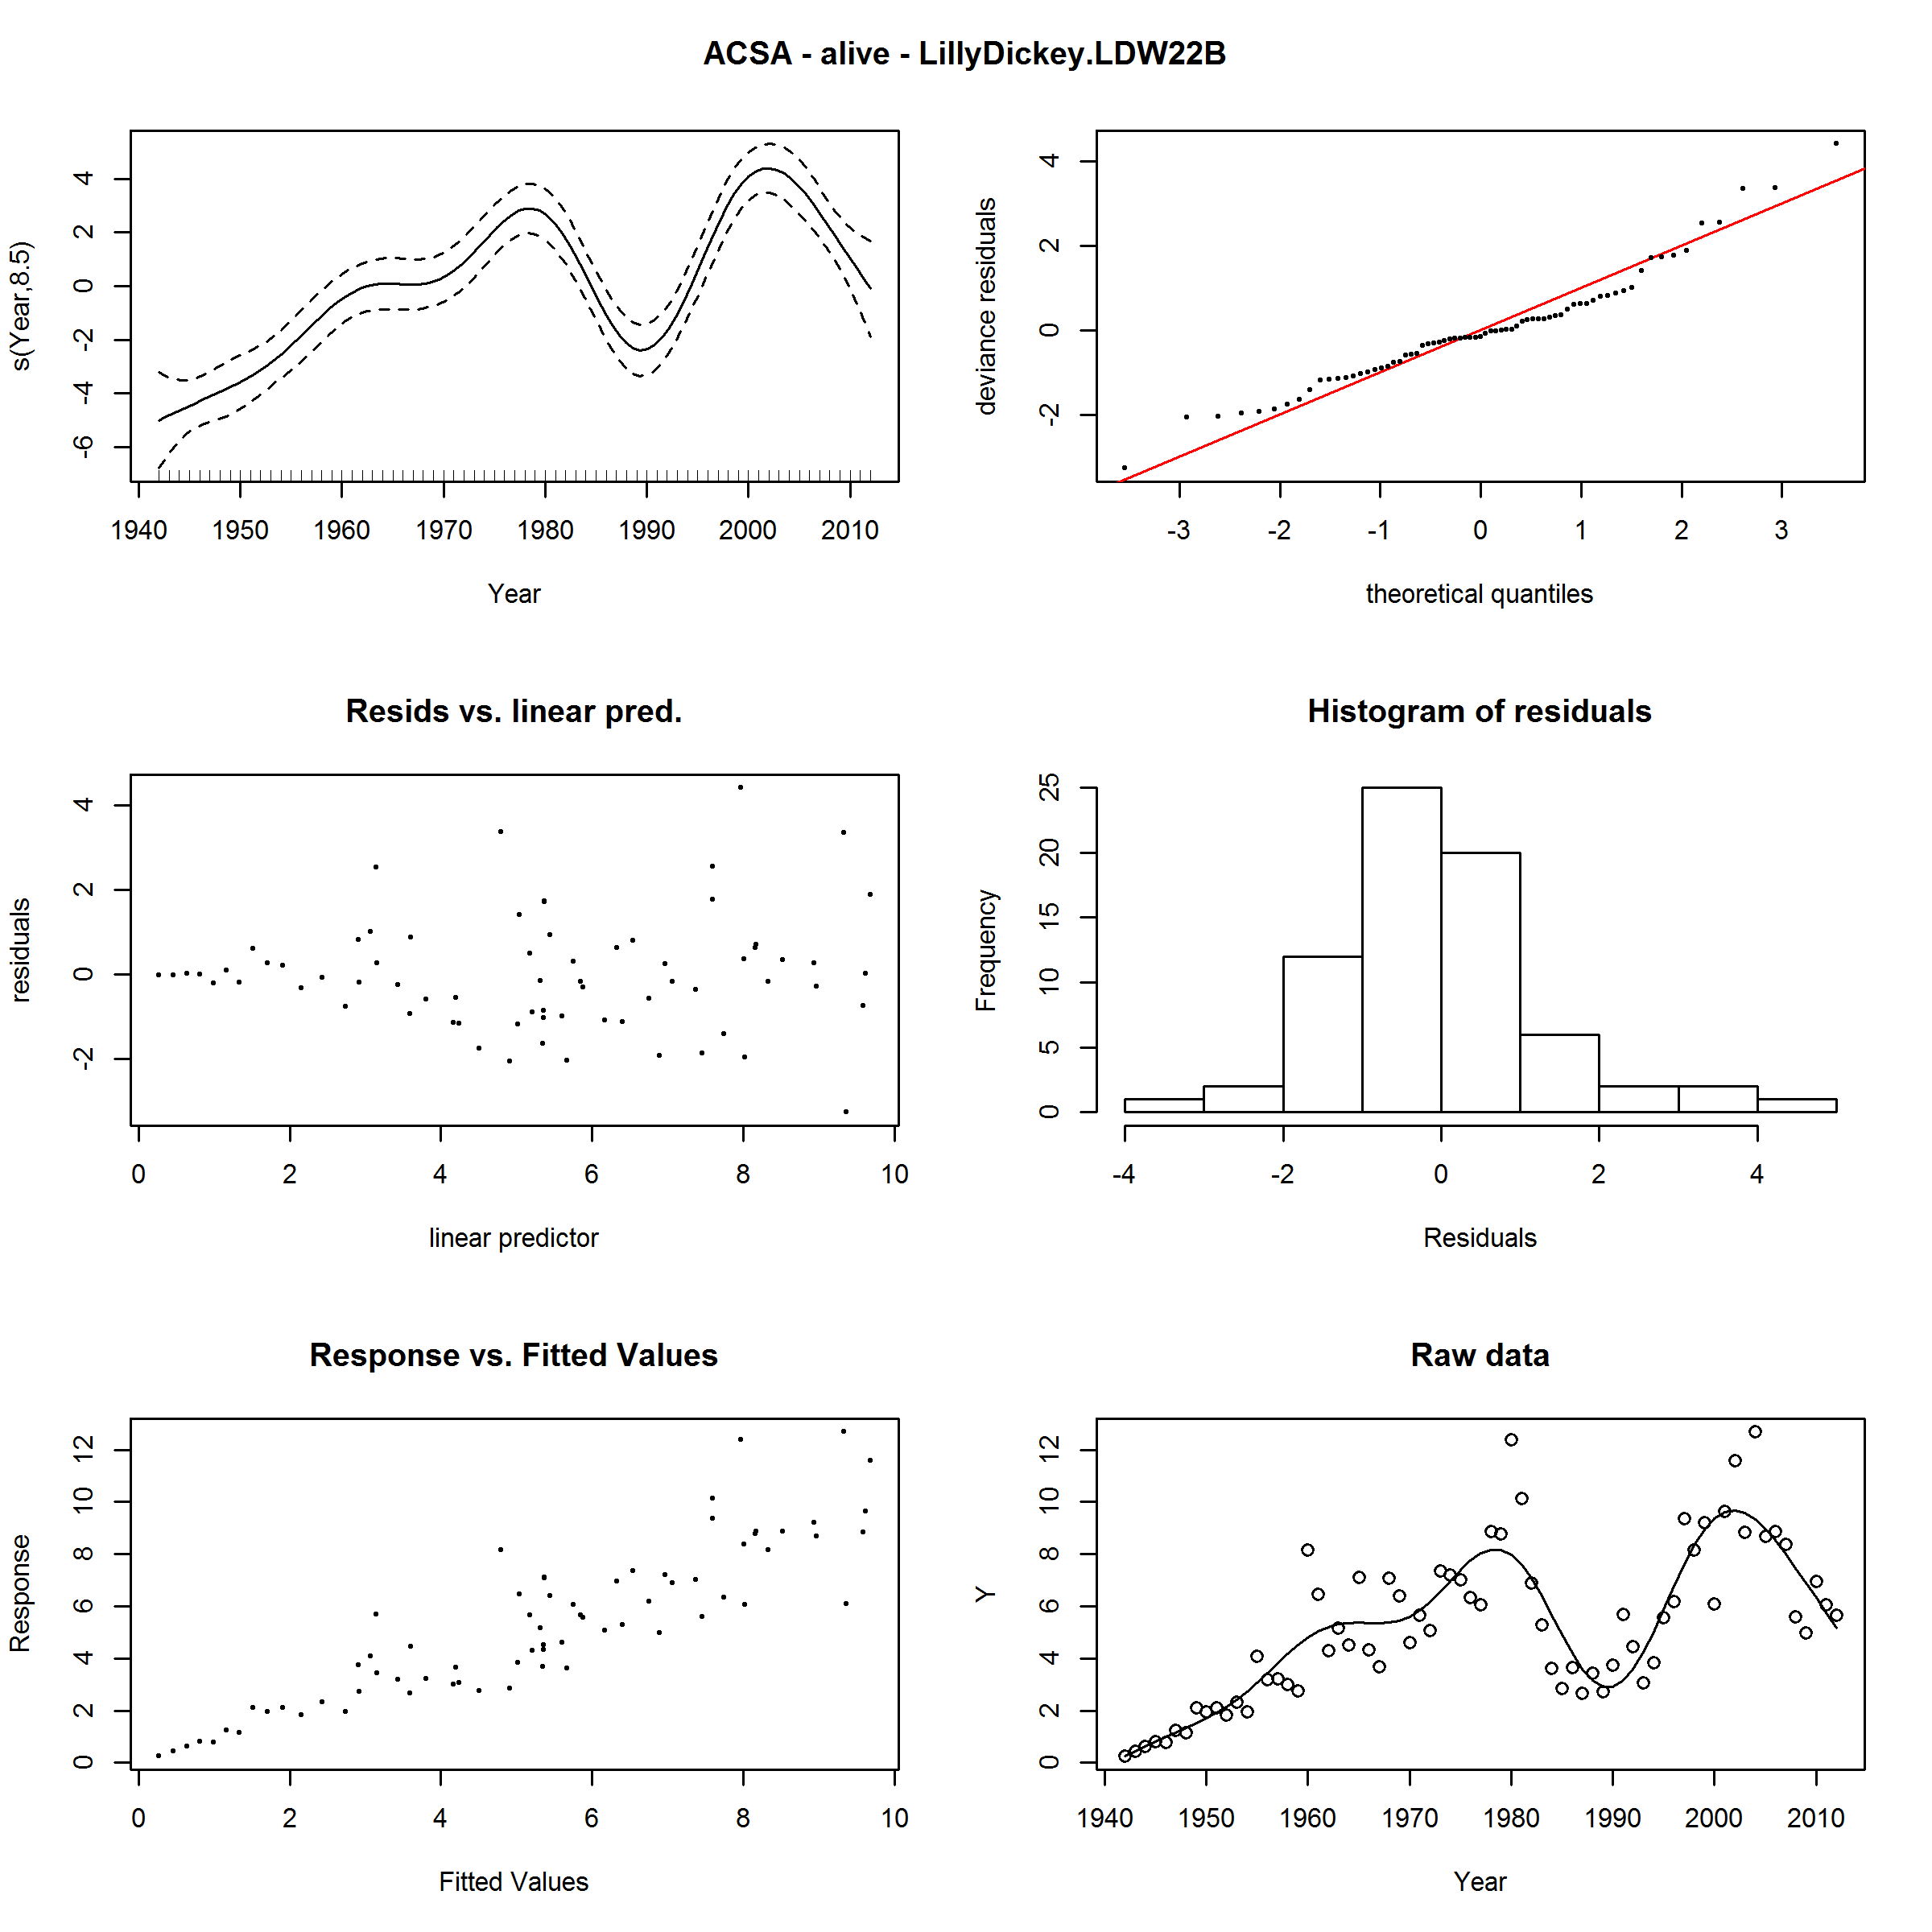 ACSA - alive - LillyDickey.LDW22B
s(Year,8.5)
4
2
0
-2
-4
-6
1940 1950 1960 1970 1980 1990 2000 2010
Year
deviance residuals
4
2
0
-2
-3 -2 -1 0 1 2 3
theoretical quantiles
Resids vs. linear pred.
residuals
4
2
0
-2
0 2 4 6 8 10
linear predictor
Histogram of residuals
Frequency
25
20
15
10
5
0
-4 -2 0 2 4
Residuals
Response vs. Fitted Values
Response
12
10
8
6
4
2
0
0 2 4 6 8 10
Fitted Values
Raw data
Y
12
10
8
6
4
2
0
1940 1950 1960 1970 1980 1990 2000 2010
Year